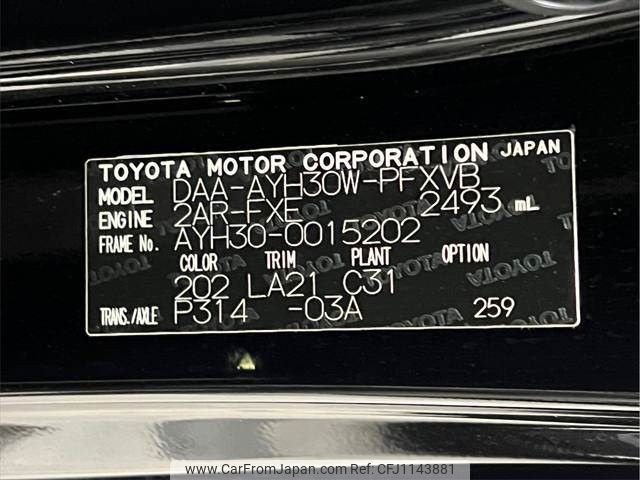 TOYOTA MOTOR CORPORATION JAPAN
MODEL DAA-AYH30W-PFXVB
ENGINE 2AR-FXE 2493 mL
FRAME No. AYH30-0015202
COLOR TRIM PLANT OPTION
202 LA21 C31
TRANS./AXLE P314 -03A 259
www.CarFromJapan.com CFJ1143881